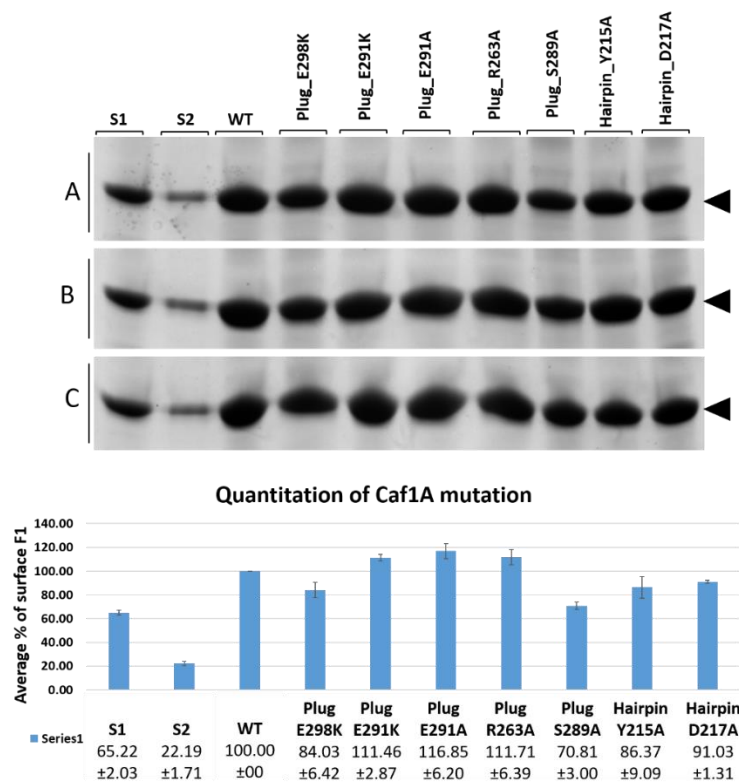 S1 S2 WT Plug_E298K Plug_E291K Plug_E291A Plug_R263A Plug_S289A Hairpin_Y215A Hairpin_D217A
A
B
C
Quantitation of Caf1A mutation
Average % of surface F1
140.00
120.00
100.00
80.00
60.00
40.00
20.00
0.00
Plug Plug Plug Plug Plug Hairpin Hairpin
S1 S2 WT E298K E291K E291A R263A S289A Y215A D217A
Series1 65.22 22.19 100.00 84.03 111.46 116.85 111.71 70.81 86.37 91.03
±2.03 ±1.71 ±00 ±6.42 ±2.87 ±6.20 ±6.39 ±3.00 ±9.09 ±1.31